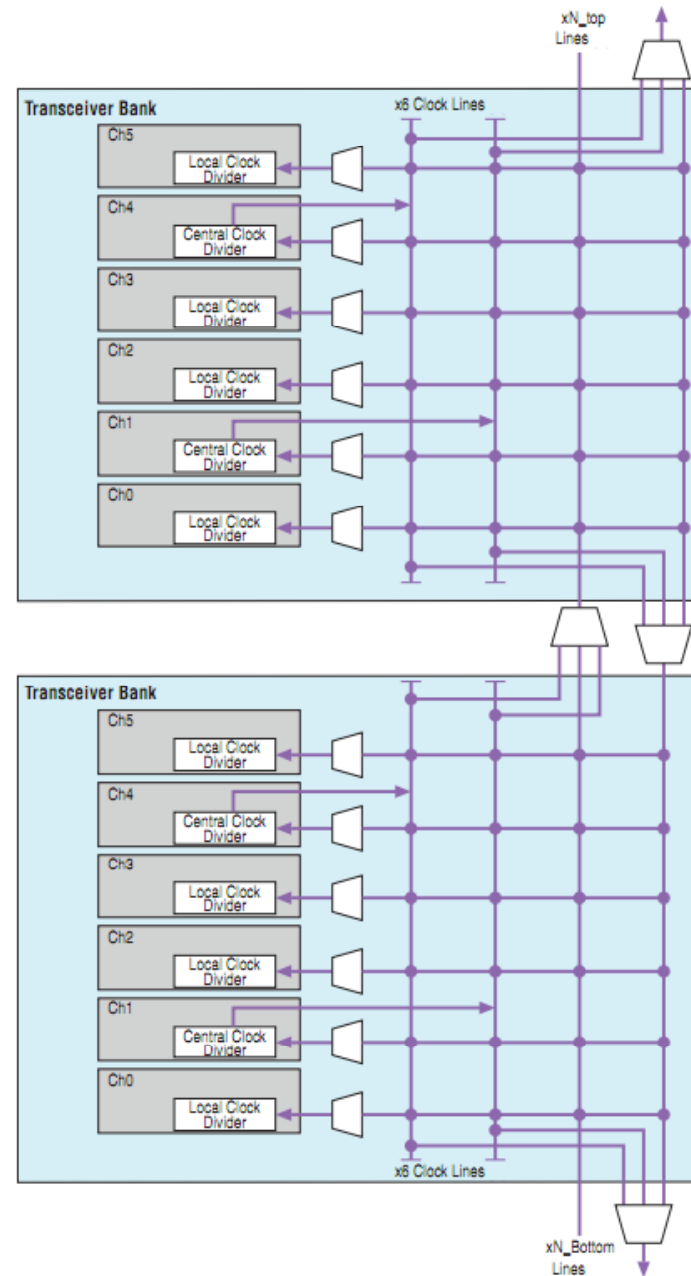 xN_top
Lines
Transceiver Bank
x6 Clock Lines
Ch5
Local Clock
Divider
Ch4
Central Clock
Divider
Ch3
Local Clock
Divider
Ch2
Local Clock
Divider
Ch1
Central Clock
Divider
Ch0
Local Clock
Divider
Transceiver Bank
Ch5
Local Clock
Divider
Ch4
Central Clock
Divider
Ch3
Local Clock
Divider
Ch2
Local Clock
Divider
Ch1
Central Clock
Divider
Ch0
Local Clock
Divider
x6 Clock Lines
xN_Bottom
Lines